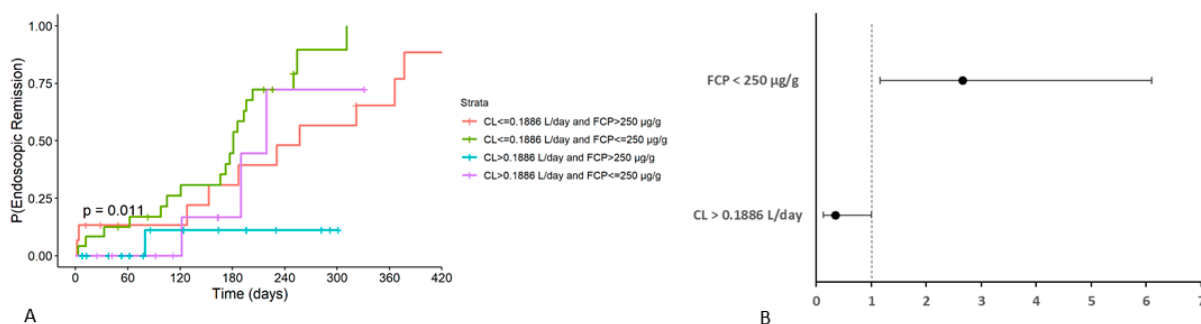 1.00
0.75
0.50
0.25
0.00
P(Endoscopic Remission)
p = 0.011
0 60 120 180 240 300 360 420
Time (days)
Strata
CL<=0.1886 L/day and FCP>250 µg/g
CL<=0.1886 L/day and FCP<=250 µg/g
CL>0.1886 L/day and FCP>250 µg/g
CL>0.1886 L/day and FCP<=250 µg/g
A
FCP < 250 µg/g
CL > 0.1886 L/day
0 1 2 3 4 5 6 7
B